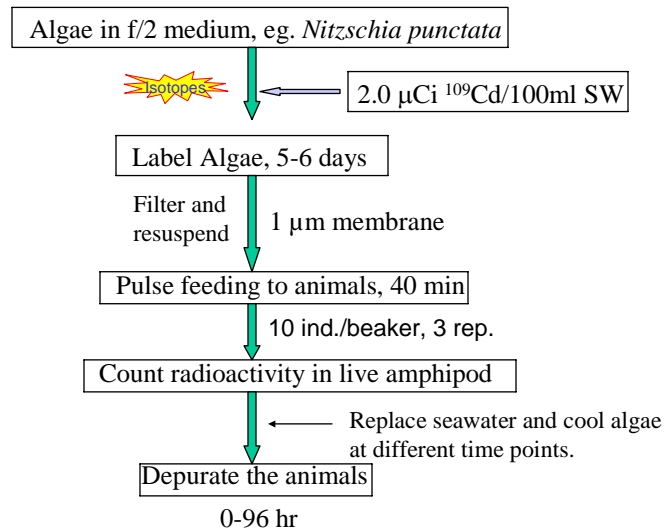 Algae in f/2 medium, eg. Nitzschia punctata
Isotopes
2.0 μCi ¹⁰⁹Cd/100ml SW
Label Algae, 5-6 days
Filter and
resuspend
1 μm membrane
Pulse feeding to animals, 40 min
10 ind./beaker, 3 rep.
Count radioactivity in live amphipod
Replace seawater and cool algae
at different time points.
Depurate the animals
0-96 hr